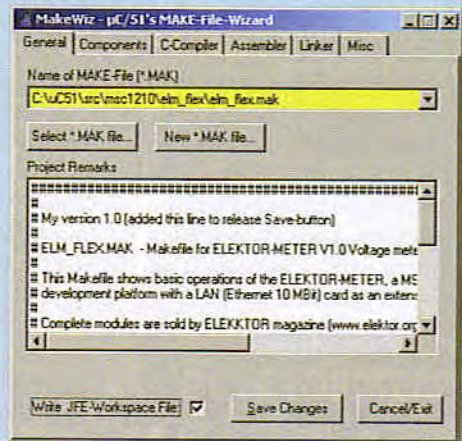 MakeWiz - µC/51's MAKE-File-Wizard
General Components C-Compiler Assembler Linker Misc
Name of MAKE-File (*.MAK)
C:\uC51\src\msc1210\elm_flex\elm_flex.mak
Select *.MAK file... New *.MAK file...
Project Remarks
#
# My version 1.0 (added this line to release Save-button)
#
# ELM_FLEX.MAK - Makefile for ELEKTOR-METER V1.0 Voltage mete
#
# This Makefile shows basic operations of the ELEKTOR-METER, a MS
# development platform with a LAN (Ethernet 10 MBit) card as an extens
#
# Complete modules are sold by ELEKKTOR magazine (www.elektor.org
Write JFE-Workspace File: Save Changes Cancel/Exit